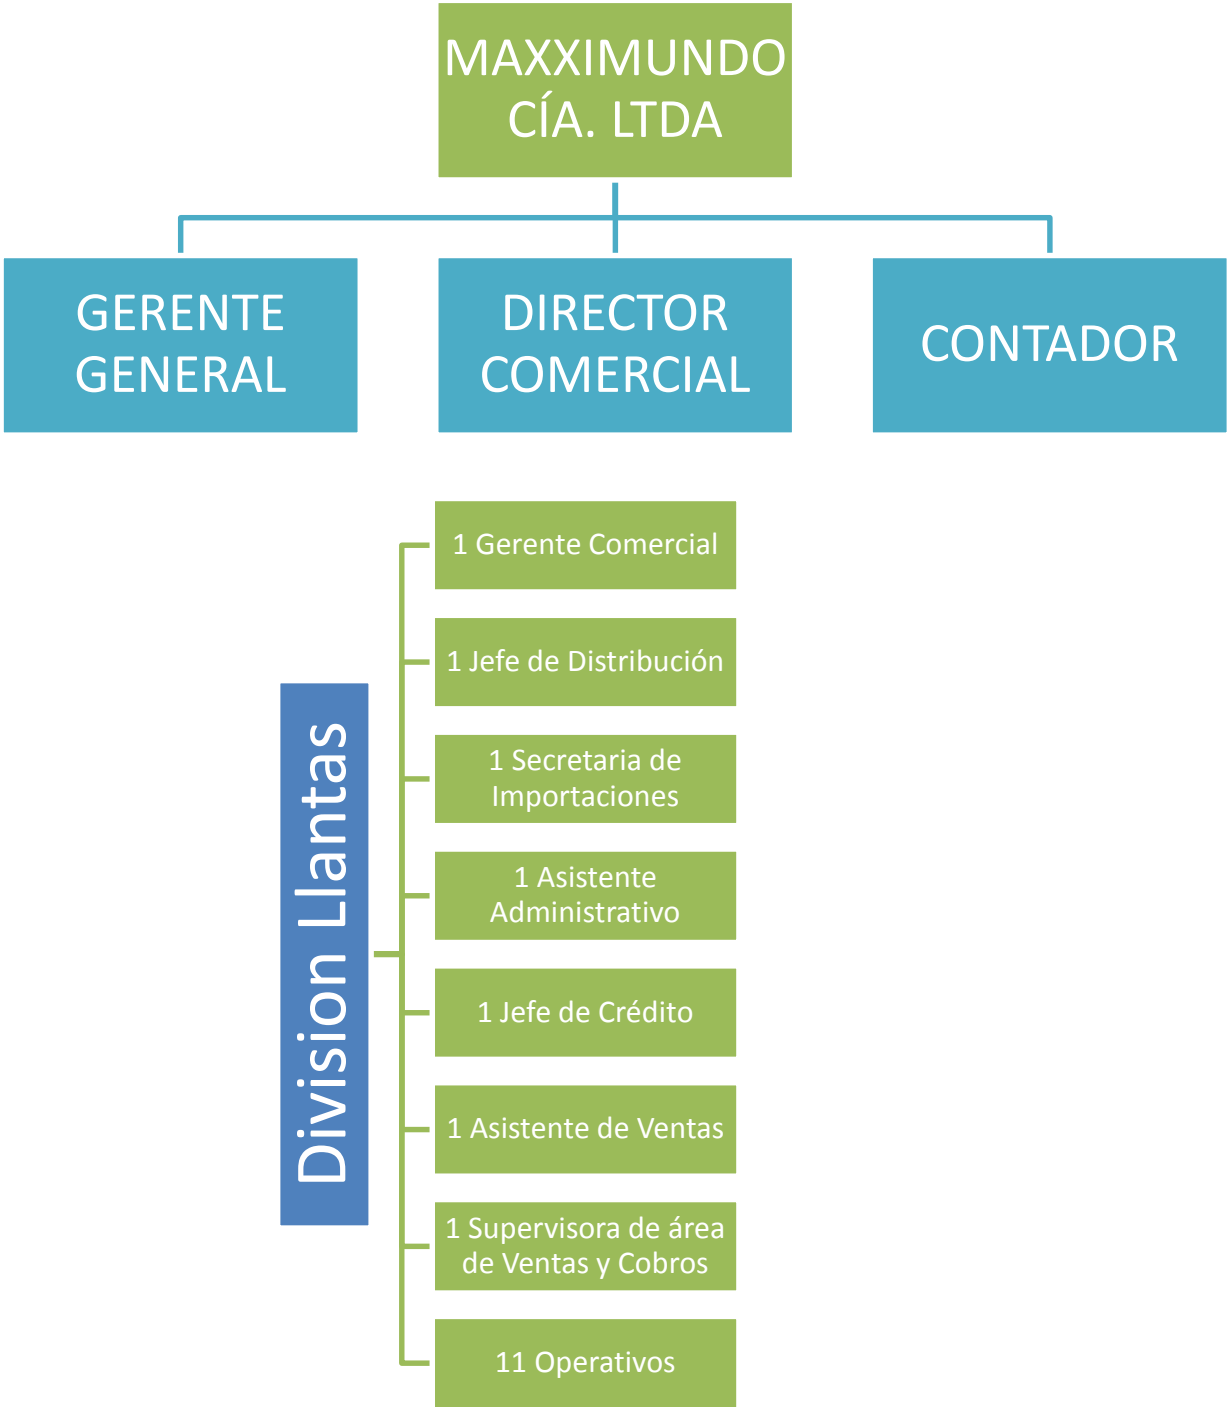 MAXXIMUNDO
CÍA. LTDA
GERENTE
GENERAL
DIRECTOR
COMERCIAL
CONTADOR
Division Llantas
1 Gerente Comercial
1 Jefe de Distribución
1 Secretaria de
Importaciones
1 Asistente
Administrativo
1 Jefe de Crédito
1 Asistente de Ventas
1 Supervisora de área
de Ventas y Cobros
11 Operativos